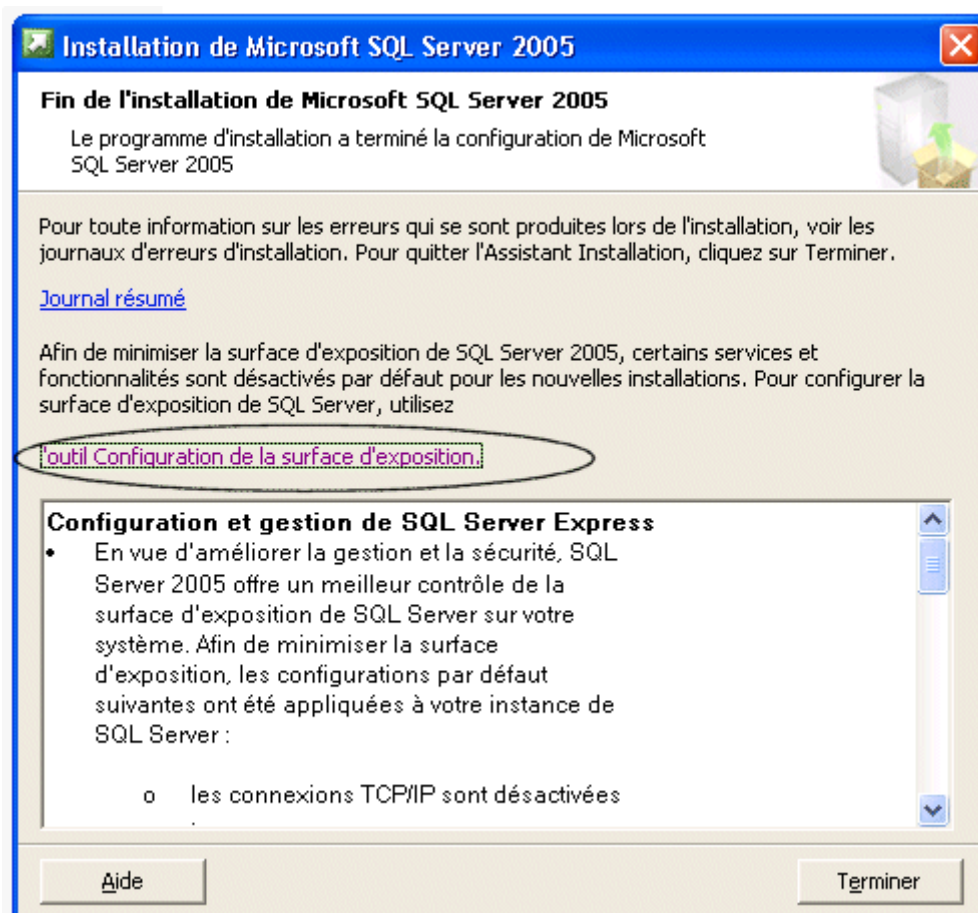 Installation de Microsoft SQL Server 2005
Fin de l'installation de Microsoft SQL Server 2005
Le programme d'installation a terminé la configuration de Microsoft
SQL Server 2005
Pour toute information sur les erreurs qui se sont produites lors de l'installation, voir les
journaux d'erreurs d'installation. Pour quitter l'Assistant Installation, cliquez sur Terminer.
Journal résumé
Afin de minimiser la surface d'exposition de SQL Server 2005, certains services et
fonctionnalités sont désactivés par défaut pour les nouvelles installations. Pour configurer la
surface d'exposition de SQL Server, utilisez
'outil Configuration de la surface d'exposition.
Configuration et gestion de SQL Server Express
• En vue d'améliorer la gestion et la sécurité, SQL
Server 2005 offre un meilleur contrôle de la
surface d'exposition de SQL Server sur votre
système. Afin de minimiser la surface
d'exposition, les configurations par défaut
suivantes ont été appliquées à votre instance de
SQL Server :
o les connexions TCP/IP sont désactivées
Aide
Terminer